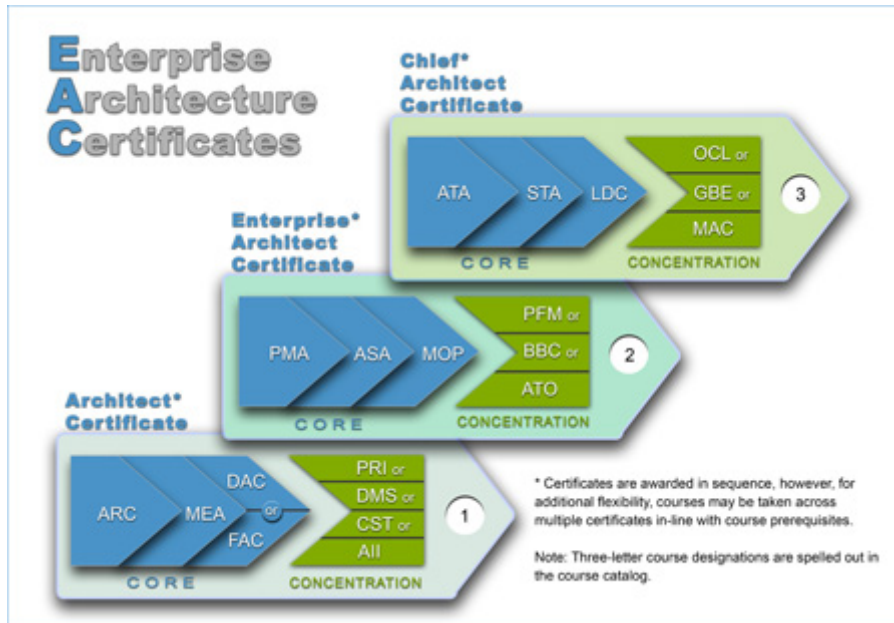 Enterprise
Architecture
Certificates
Chief*
Architect
Certificate
ATA
STA
LDC
CORE
OCL or
GBE or
MAC
CONCENTRATION
3
Enterprise*
Architect
Certificate
PMA
ASA
MOP
CORE
PFM or
BBC or
ATO
CONCENTRATION
2
Architect*
Certificate
ARC
MEA
DAC
or
FAC
CORE
PRI or
DMS or
CST or
AII
CONCENTRATION
1
* Certificates are awarded in sequence, however, for
additional flexibility, courses may be taken across
multiple certificates in-line with course prerequisites.
Note: Three-letter course designations are spelled out in
the course catalog.